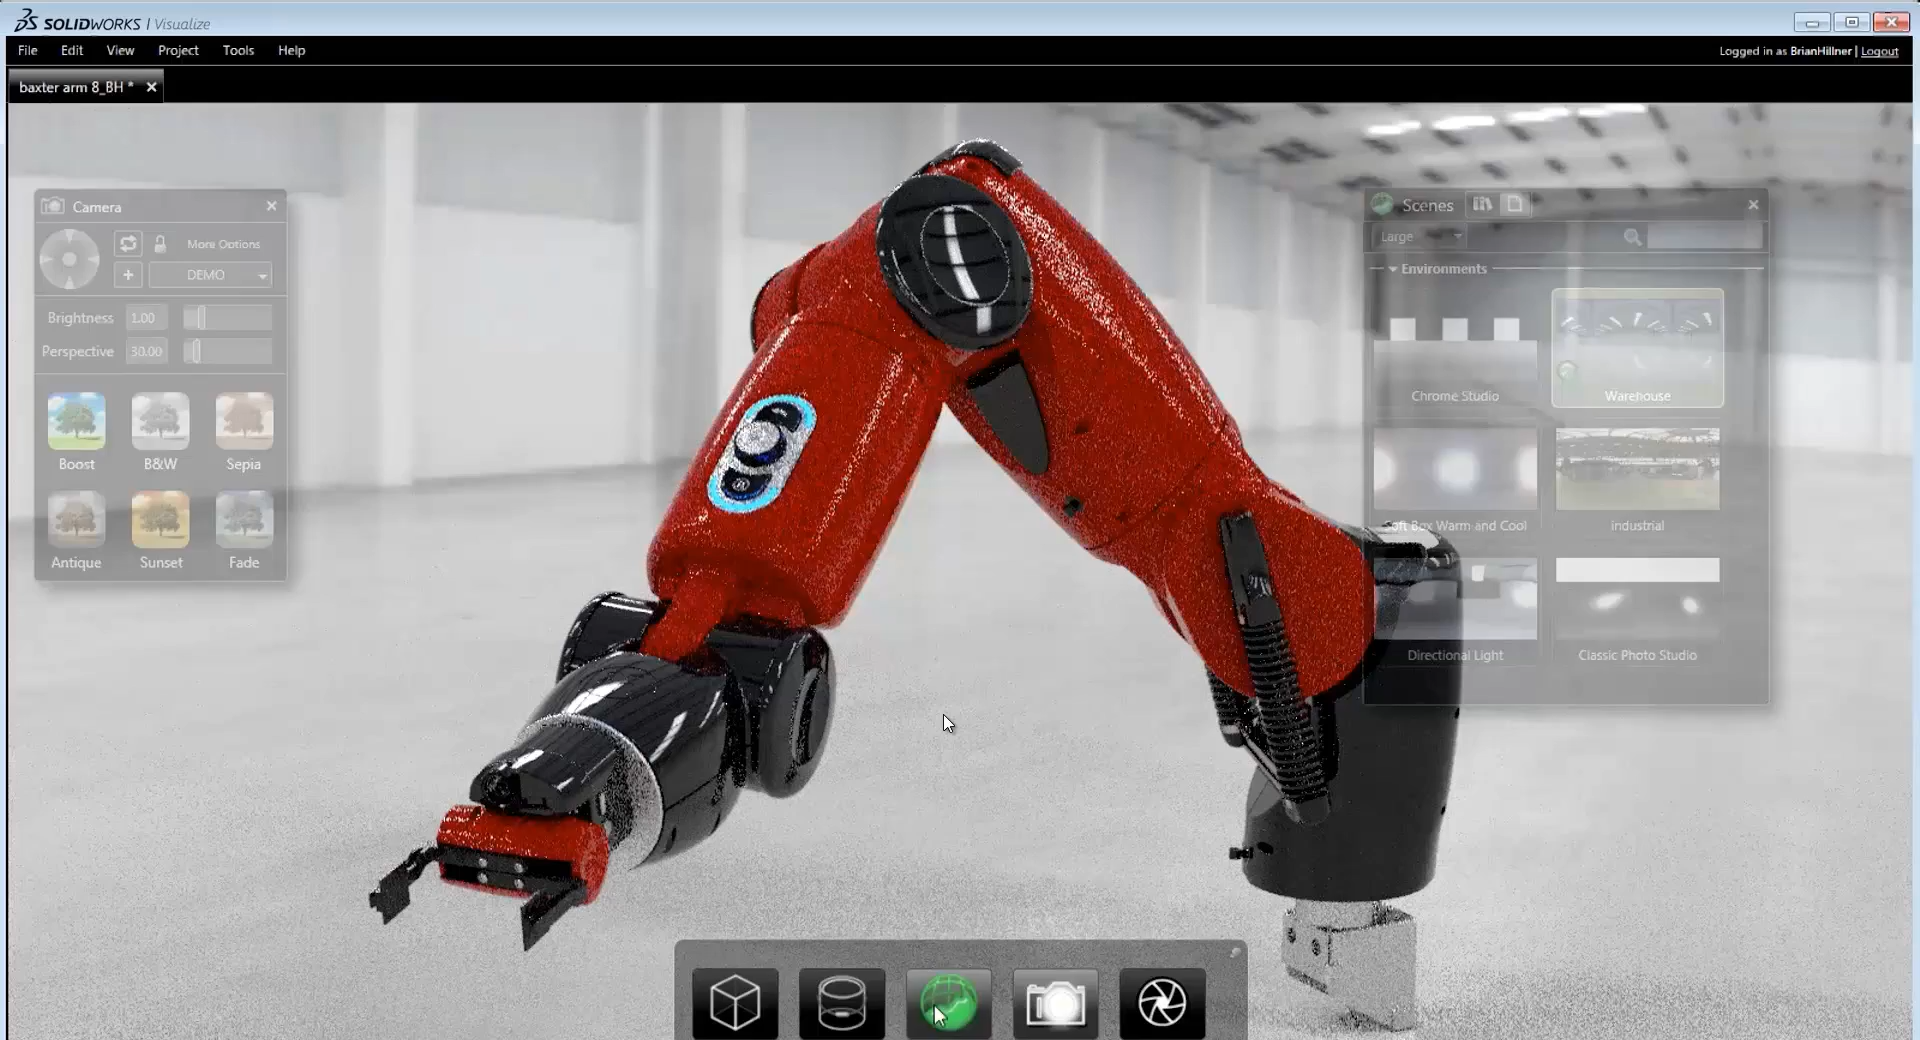 SOLIDWORKS | Visualize
File Edit View Project Tools Help
Logged in as BrianHillner | Logout
baxter arm 8_BH *
Camera
More Options
DEMO
Brightness 1.00
Perspective 30.00
Boost B&W Sepia
Antique Sunset Fade
Scenes
Large
Environments
Chrome Studio Warehouse
Soft Box Warm and Cool industrial
Directional Light Classic Photo Studio